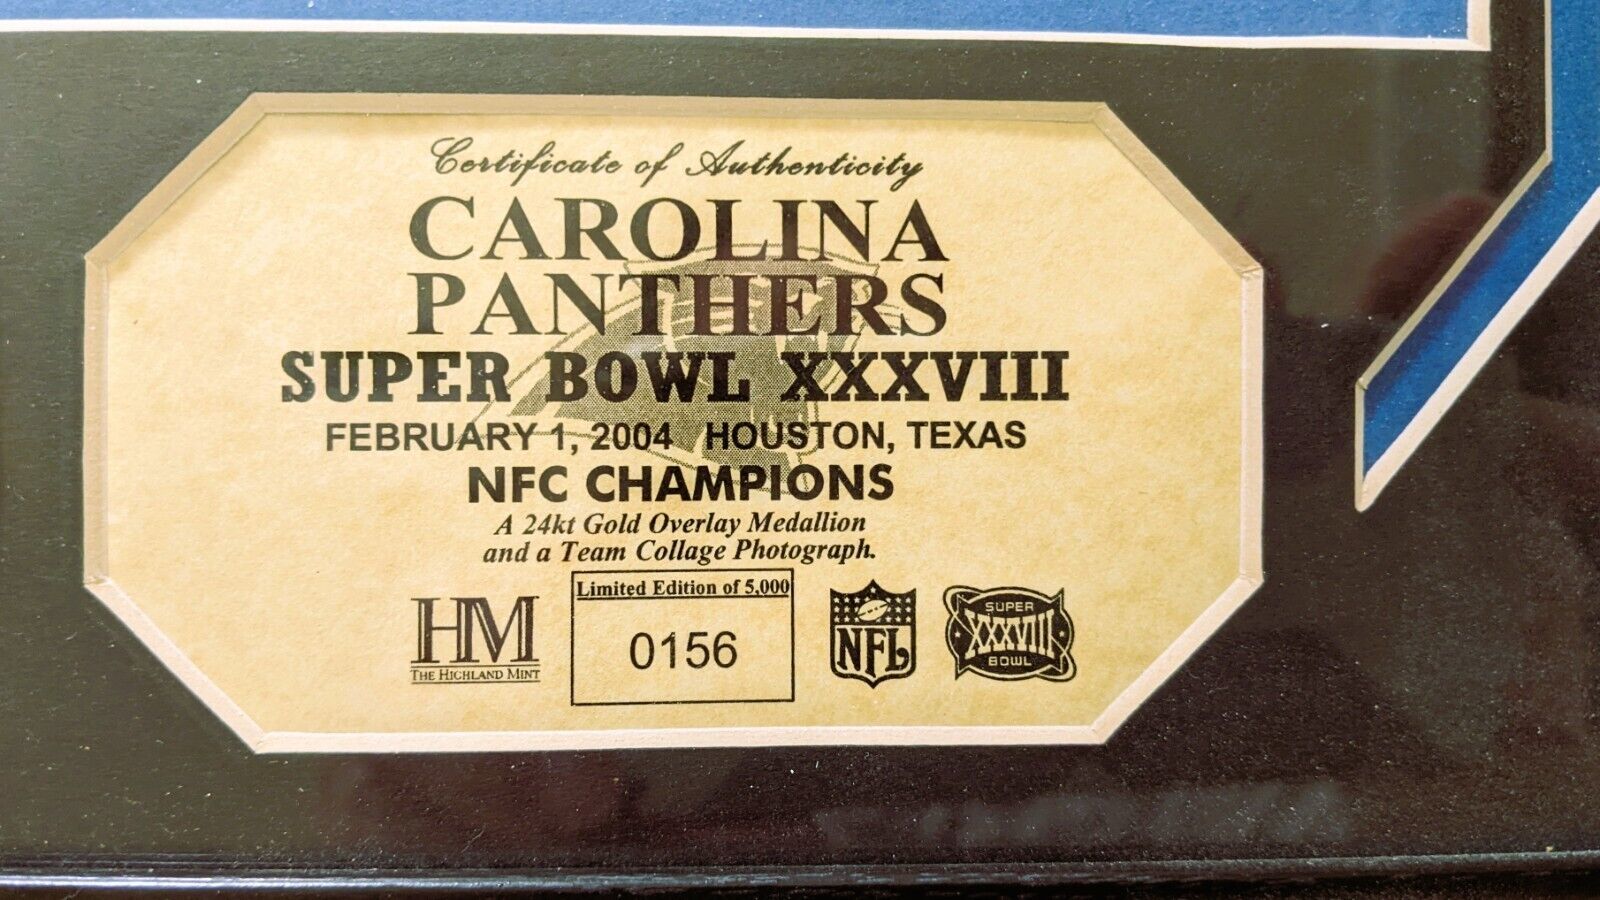 Certificate of Authenticity
CAROLINA
PANTHERS
SUPER BOWL XXXVIII
FEBRUARY 1, 2004 HOUSTON, TEXAS
NFC CHAMPIONS
A 24kt Gold Overlay Medallion
and a Team Collage Photograph.
HM
THE HIGHLAND MINT
Limited Edition of 5,000
0156
NFL
SUPER
XXXVIII
BOWL